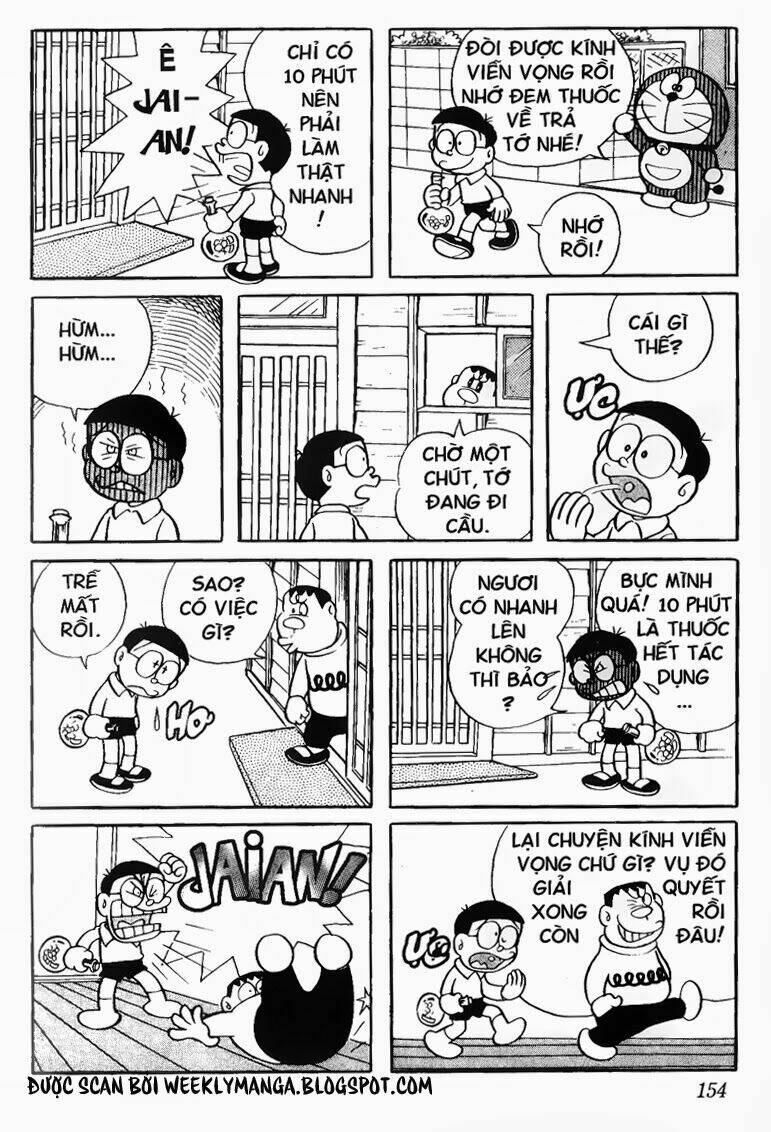 ĐÒI ĐƯỢC KÍNH
VIỄN VỌNG RỒI
NHỚ ĐEM THUỐC
VỀ TRẢ
TỚ NHÉ!
NHỚ
RỒI!
CHỈ CÓ
10 PHÚT
NÊN
PHẢI
LÀM
THẬT
NHANH
!
Ê
JAI-
AN!
CÁI GÌ
THẾ?
ỰC
CHỜ MỘT
CHÚT, TỚ
ĐANG ĐI
CẦU.
HỪM...
HỪM...
BỰC MÌNH
QUÁ! 10 PHÚT
LÀ THUỐC
HẾT TÁC
DỤNG
...
NGƯƠI
CÓ NHANH
LÊN
KHÔNG
THÌ BẢO
?
SAO?
CÓ VIỆC
GÌ?
TRỄ
MẤT
RỒI.
HƠ
LẠI CHUYỆN KÍNH VIỄN
VỌNG CHỨ GÌ? VỤ ĐÓ
GIẢI QUYẾT
XONG RỒI
CÒN ĐÂU!
ỰC
JAIAN!
ĐƯỢC SCAN BỞI WEEKLYMANGA.BLOGSPOT.COM
154